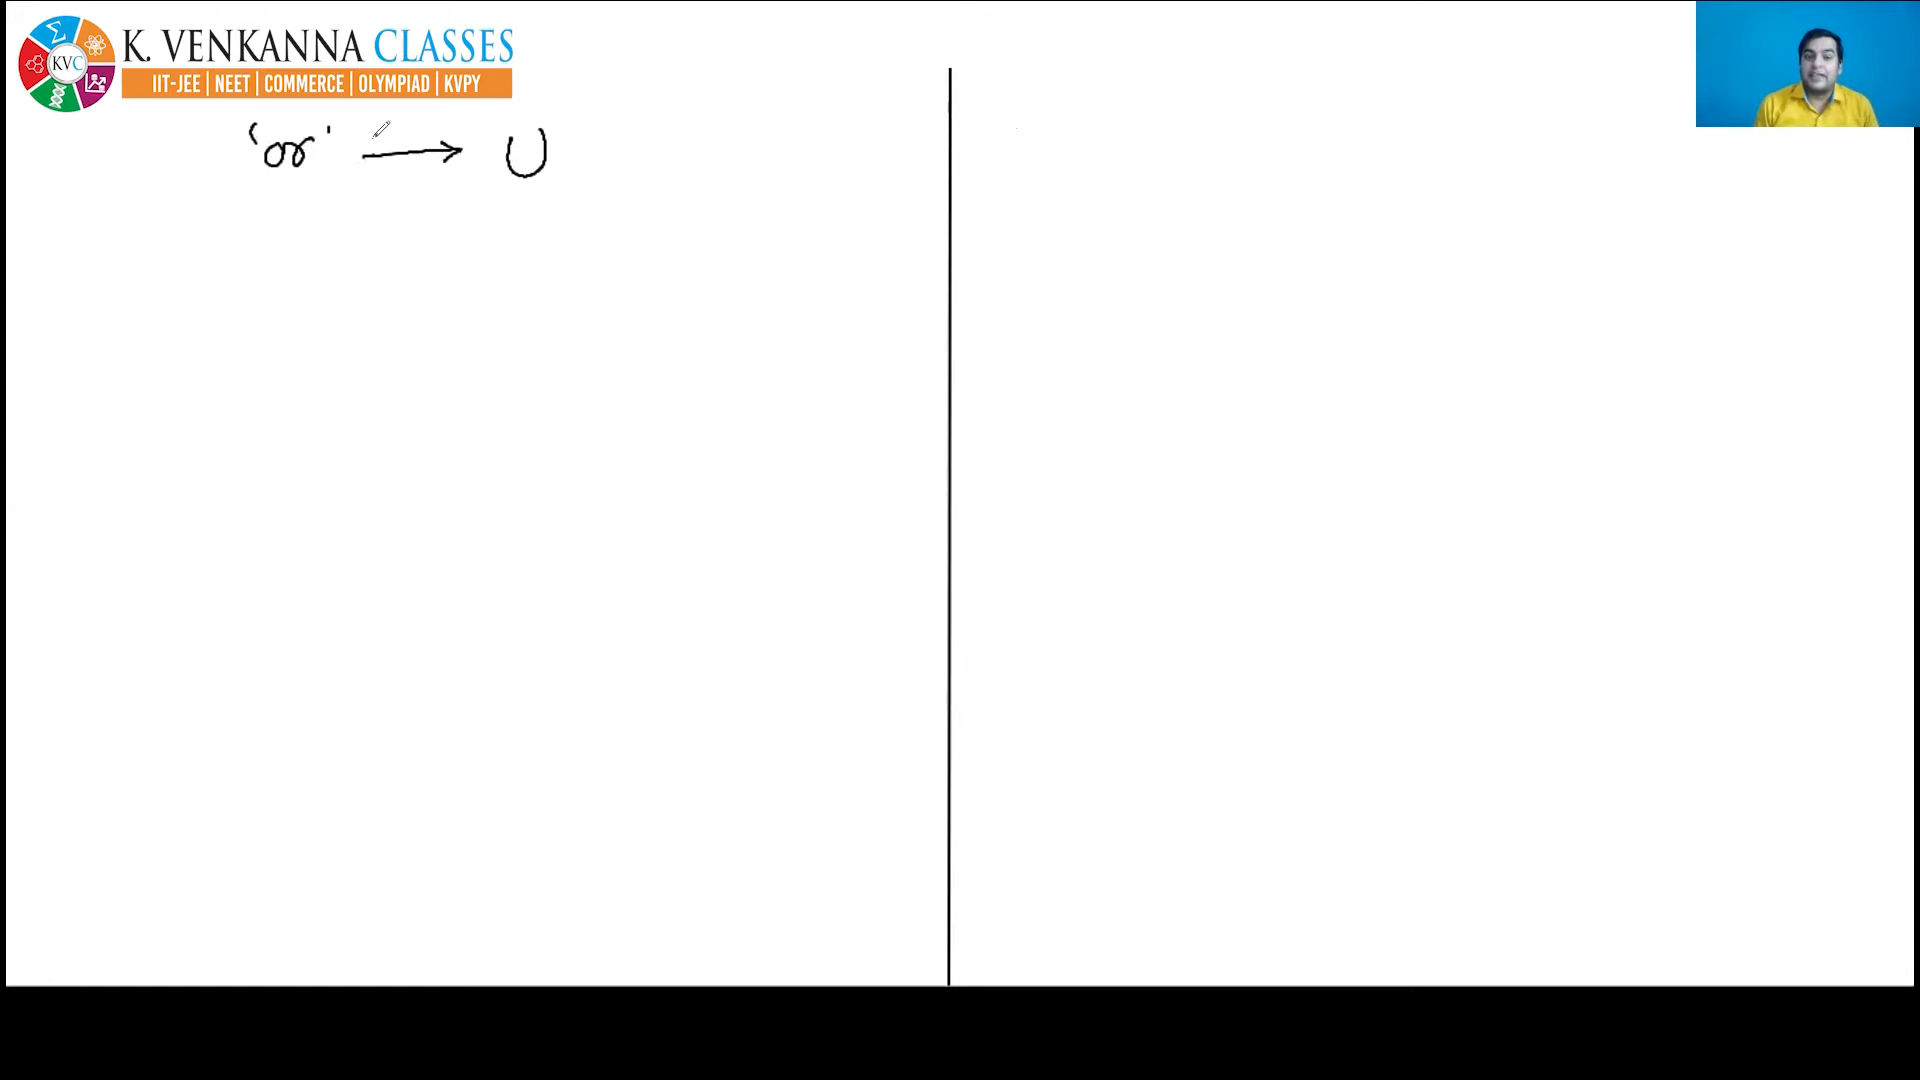 KVC
K. VENKANNA CLASSES
IIT-JEE | NEET | COMMERCE | OLYMPIAD | KVPY
'or' → ∪